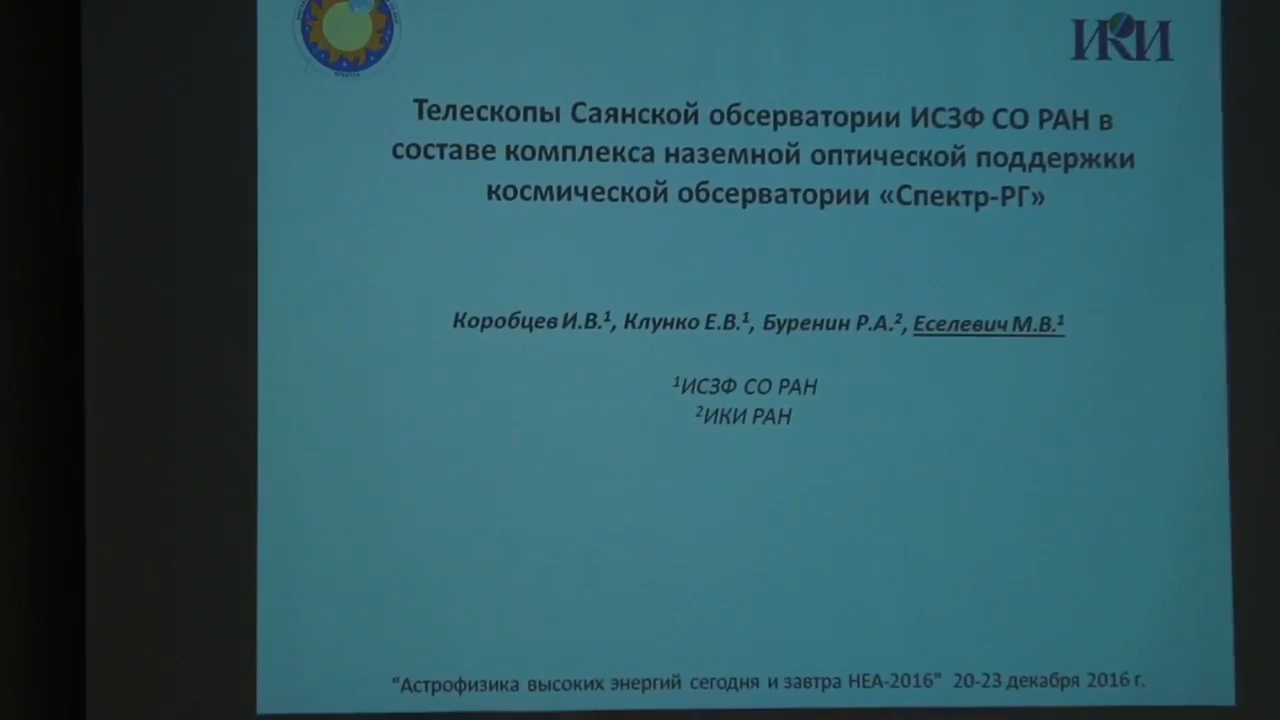 ИКИ
Телескопы Саянской обсерватории ИСЗФ СО РАН в
составе комплекса наземной оптической поддержки
космической обсерватории «Спектр-РГ»
Коробцев И.В.¹, Клунко Е.В.¹, Буренин Р.А.², Еселевич М.В.¹
¹ИСЗФ СО РАН
²ИКИ РАН
"Астрофизика высоких энергий сегодня и завтра HEA-2016" 20-23 декабря 2016 г.